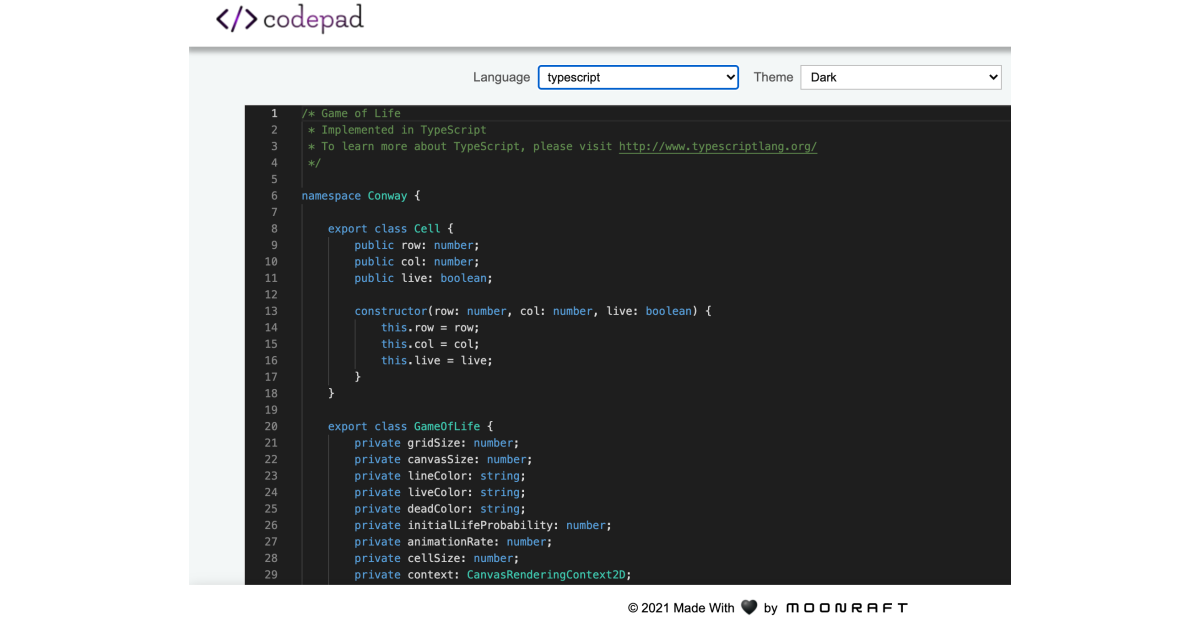 </> codepad
Language typescript Theme Dark
1 /* Game of Life
2 * Implemented in TypeScript
3 * To learn more about TypeScript, please visit http://www.typescriptlang.org/
4 */
5
6 namespace Conway {
7
8 export class Cell {
9 public row: number;
10 public col: number;
11 public live: boolean;
12
13 constructor(row: number, col: number, live: boolean) {
14 this.row = row;
15 this.col = col;
16 this.live = live;
17 }
18 }
19
20 export class GameOfLife {
21 private gridSize: number;
22 private canvasSize: number;
23 private lineColor: string;
24 private liveColor: string;
25 private deadColor: string;
26 private initialLifeProbability: number;
27 private animationRate: number;
28 private cellSize: number;
29 private context: CanvasRenderingContext2D;
© 2021 Made With 🖤 by MOONRAFT